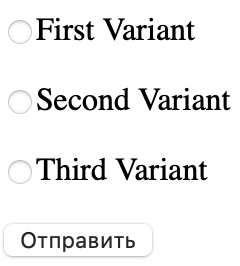 First Variant
Second Variant
Third Variant
Отправить